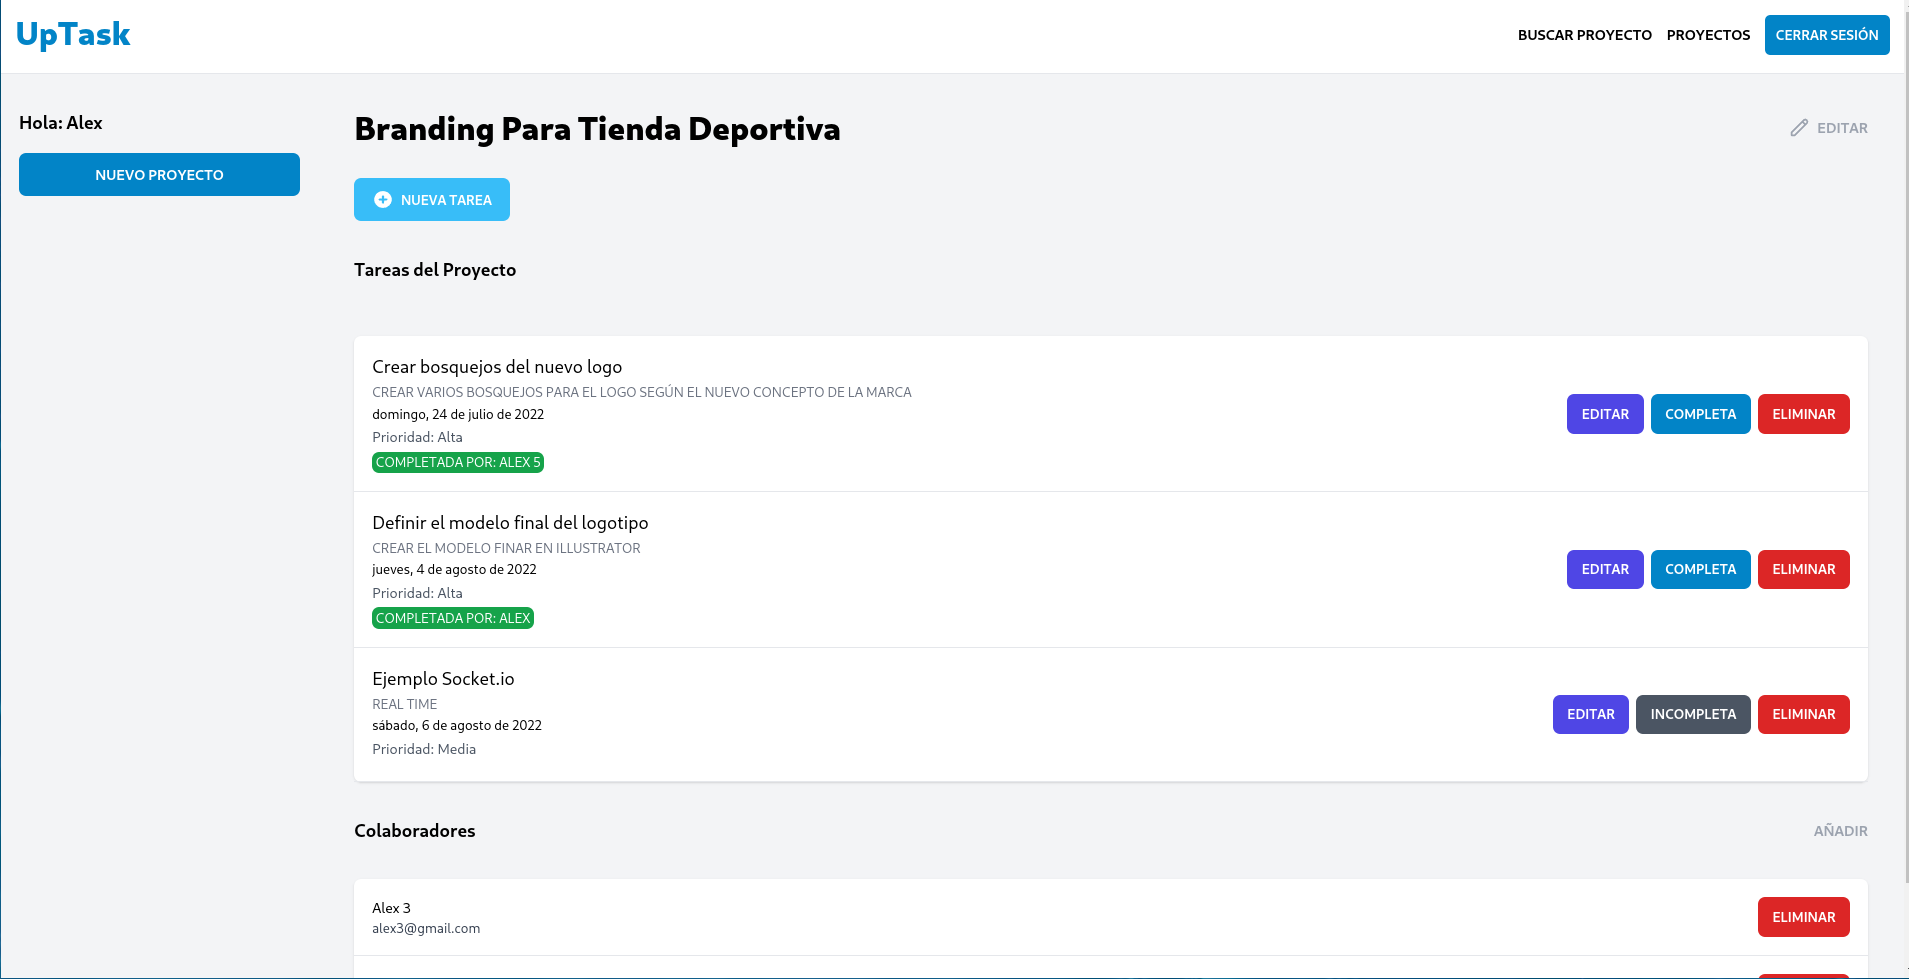 UpTask
BUSCAR PROYECTO PROYECTOS CERRAR SESIÓN
Hola: Alex
NUEVO PROYECTO
Branding Para Tienda Deportiva
EDITAR
NUEVA TAREA
Tareas del Proyecto
Crear bosquejos del nuevo logo
CREAR VARIOS BOSQUEJOS PARA EL LOGO SEGÚN EL NUEVO CONCEPTO DE LA MARCA
domingo, 24 de julio de 2022
Prioridad: Alta
COMPLETADA POR: ALEX 5
EDITAR COMPLETA ELIMINAR
Definir el modelo final del logotipo
CREAR EL MODELO FINAR EN ILLUSTRATOR
jueves, 4 de agosto de 2022
Prioridad: Alta
COMPLETADA POR: ALEX
EDITAR COMPLETA ELIMINAR
Ejemplo Socket.io
REAL TIME
sábado, 6 de agosto de 2022
Prioridad: Media
EDITAR INCOMPLETA ELIMINAR
Colaboradores
AÑADIR
Alex 3
alex3@gmail.com
ELIMINAR